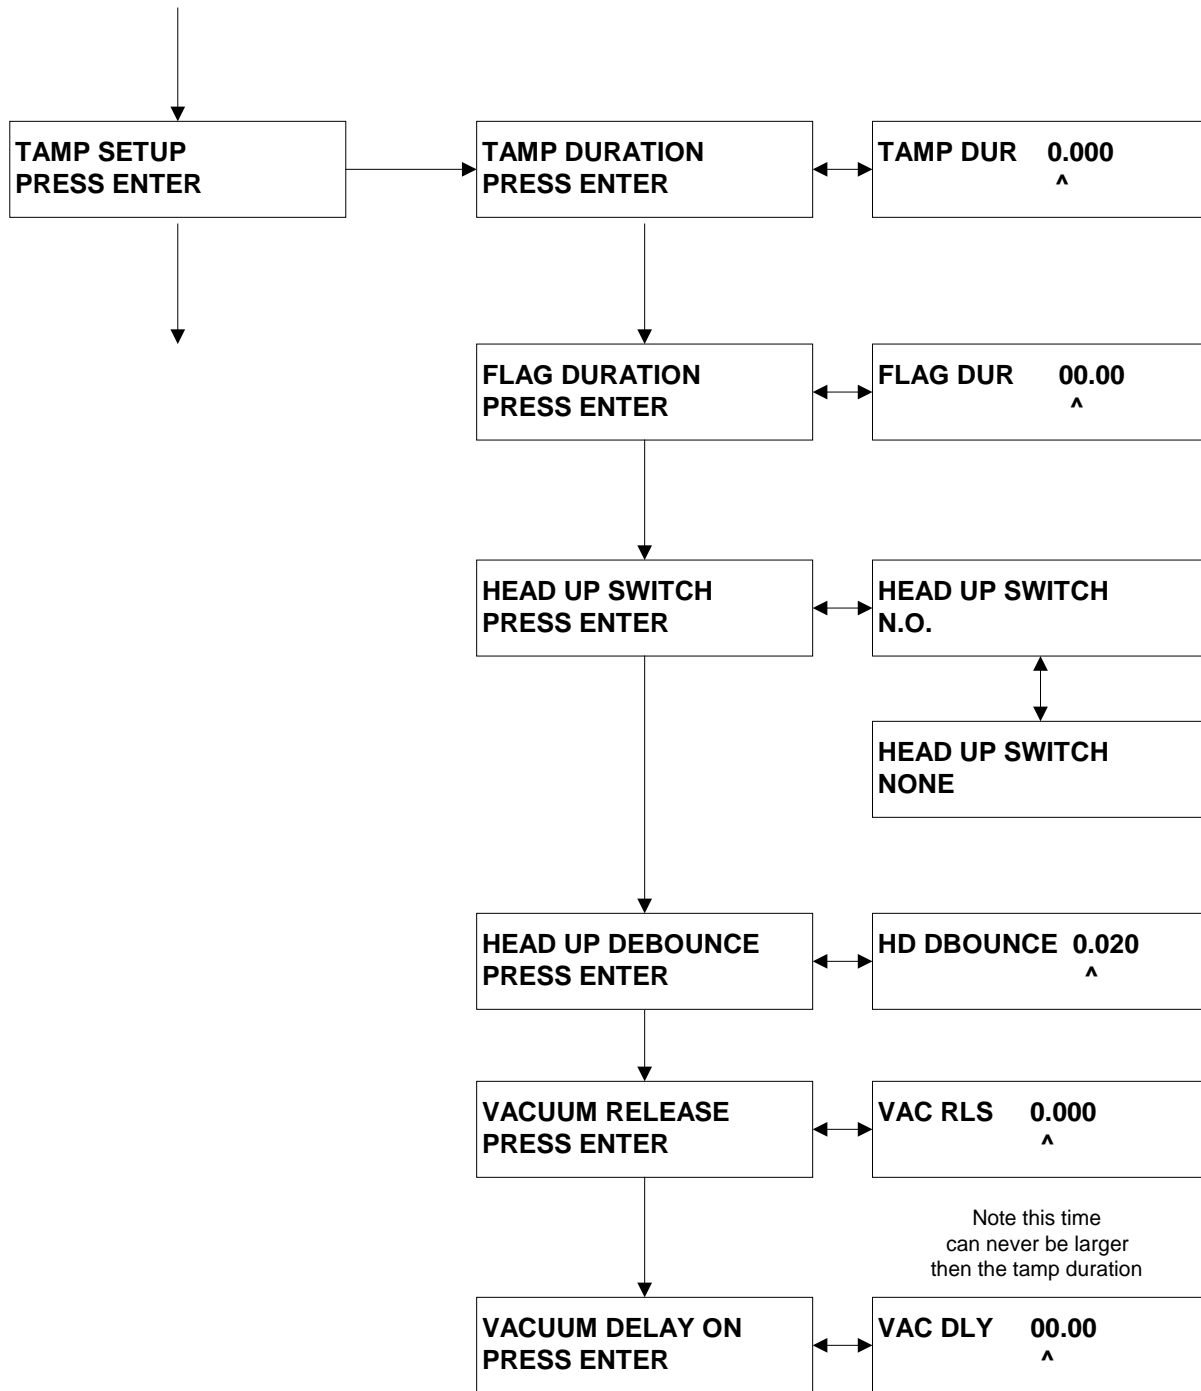 TAMP SETUP
PRESS ENTER
TAMP DURATION
PRESS ENTER
TAMP DUR 0.000
^
FLAG DURATION
PRESS ENTER
FLAG DUR 00.00
^
HEAD UP SWITCH
PRESS ENTER
HEAD UP SWITCH
N.O.
HEAD UP SWITCH
NONE
HEAD UP DEBOUNCE
PRESS ENTER
HD DBOUNCE 0.020
^
VACUUM RELEASE
PRESS ENTER
VAC RLS 0.000
^
Note this time
can never be larger
then the tamp duration
VACUUM DELAY ON
PRESS ENTER
VAC DLY 00.00
^